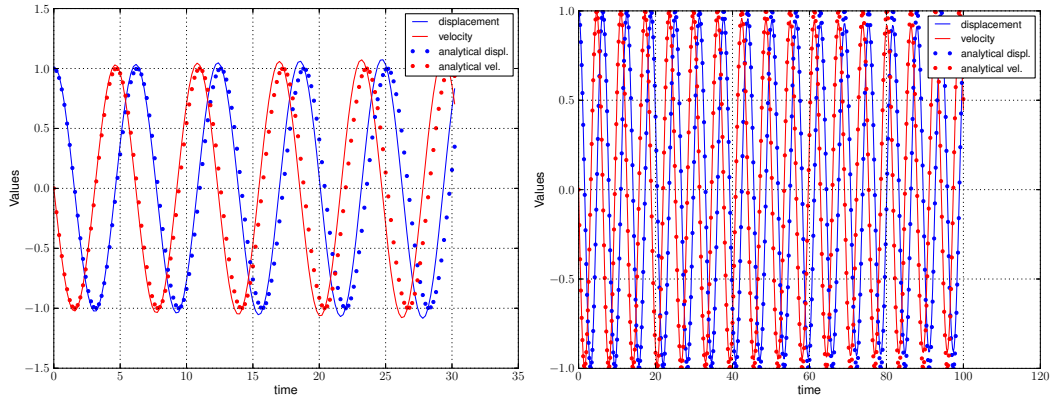 1.5
1.0
0.5
0.0
−0.5
−1.0
−1.5
Values
0
5
10
15
20
25
30
35
time
displacement
velocity
analytical displ.
analytical vel.
1.0
0.5
0.0
−0.5
−1.0
Values
0
20
40
60
80
100
120
time
displacement
velocity
analytical displ.
analytical vel.